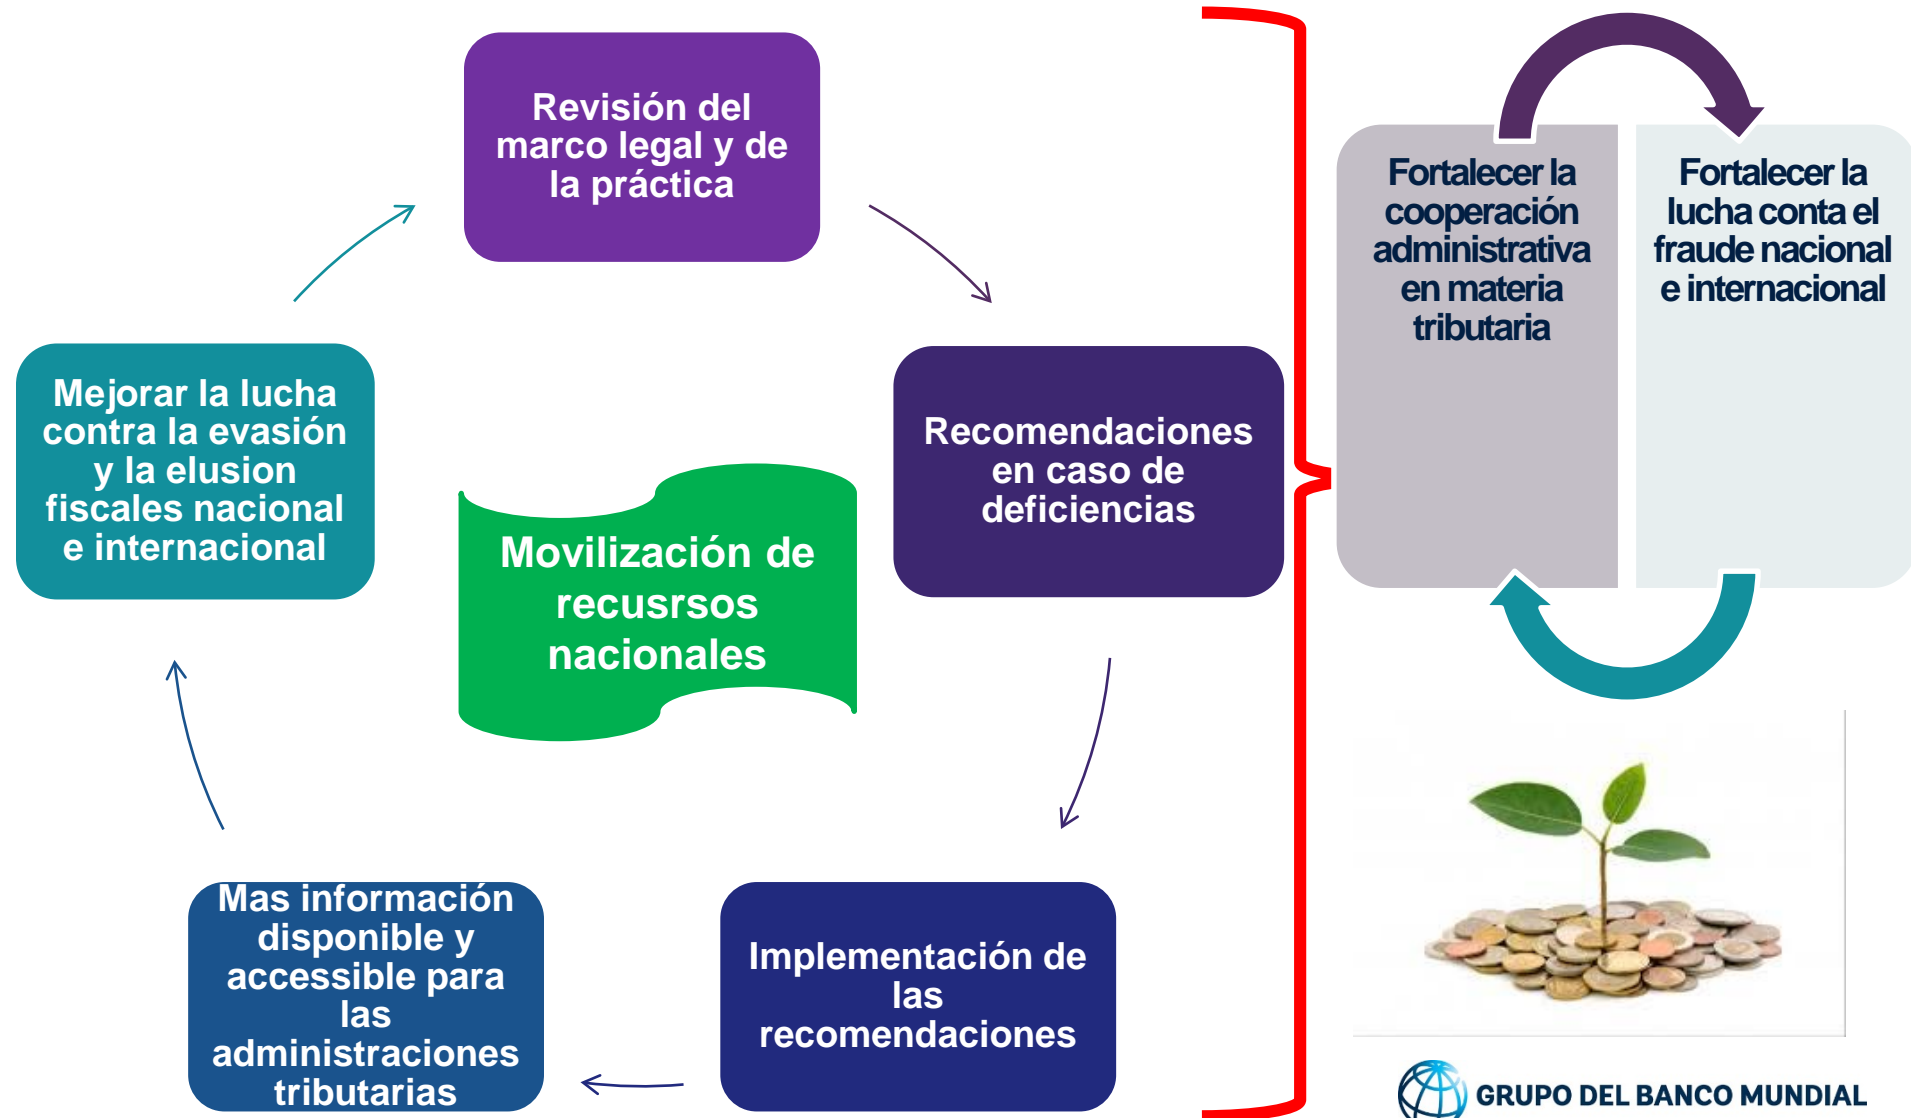 Revisión del
marco legal y de
la práctica
Recomendaciones
en caso de
deficiencias
Implementación de
las
recomendaciones
Mas información
disponible y
accessible para
las
administraciones
tributarias
Mejorar la lucha
contra la evasión
y la elusion
fiscales nacional
e internacional
Movilización de
recusrsos
nacionales
Fortalecer la
cooperación
administrativa
en materia
tributaria
Fortalecer la
lucha conta el
fraude nacional
e internacional
GRUPO DEL BANCO MUNDIAL